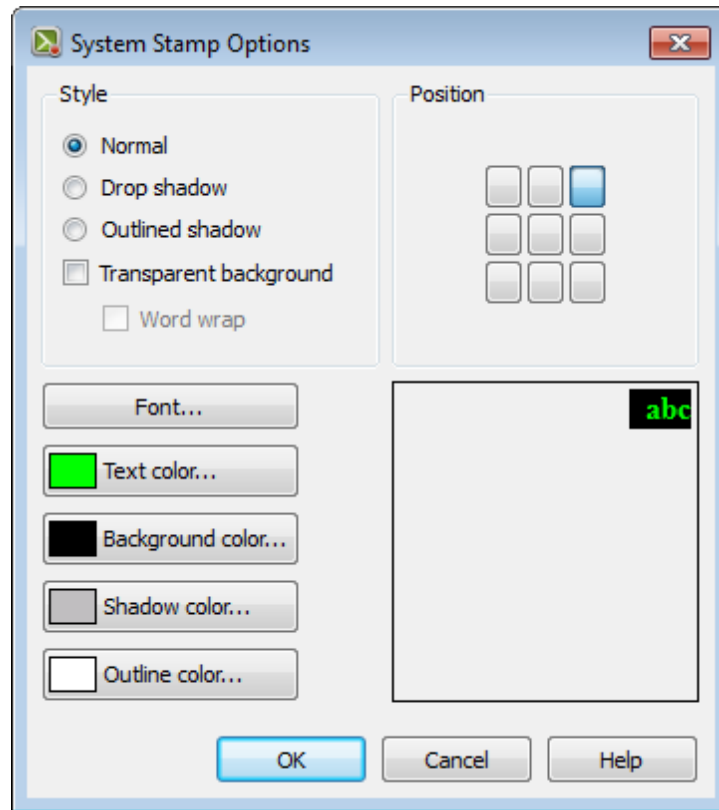 System Stamp Options
Style
Normal
Drop shadow
Outlined shadow
Transparent background
Word wrap
Position
Font...
Text color...
Background color...
Shadow color...
Outline color...
abc
OK
Cancel
Help